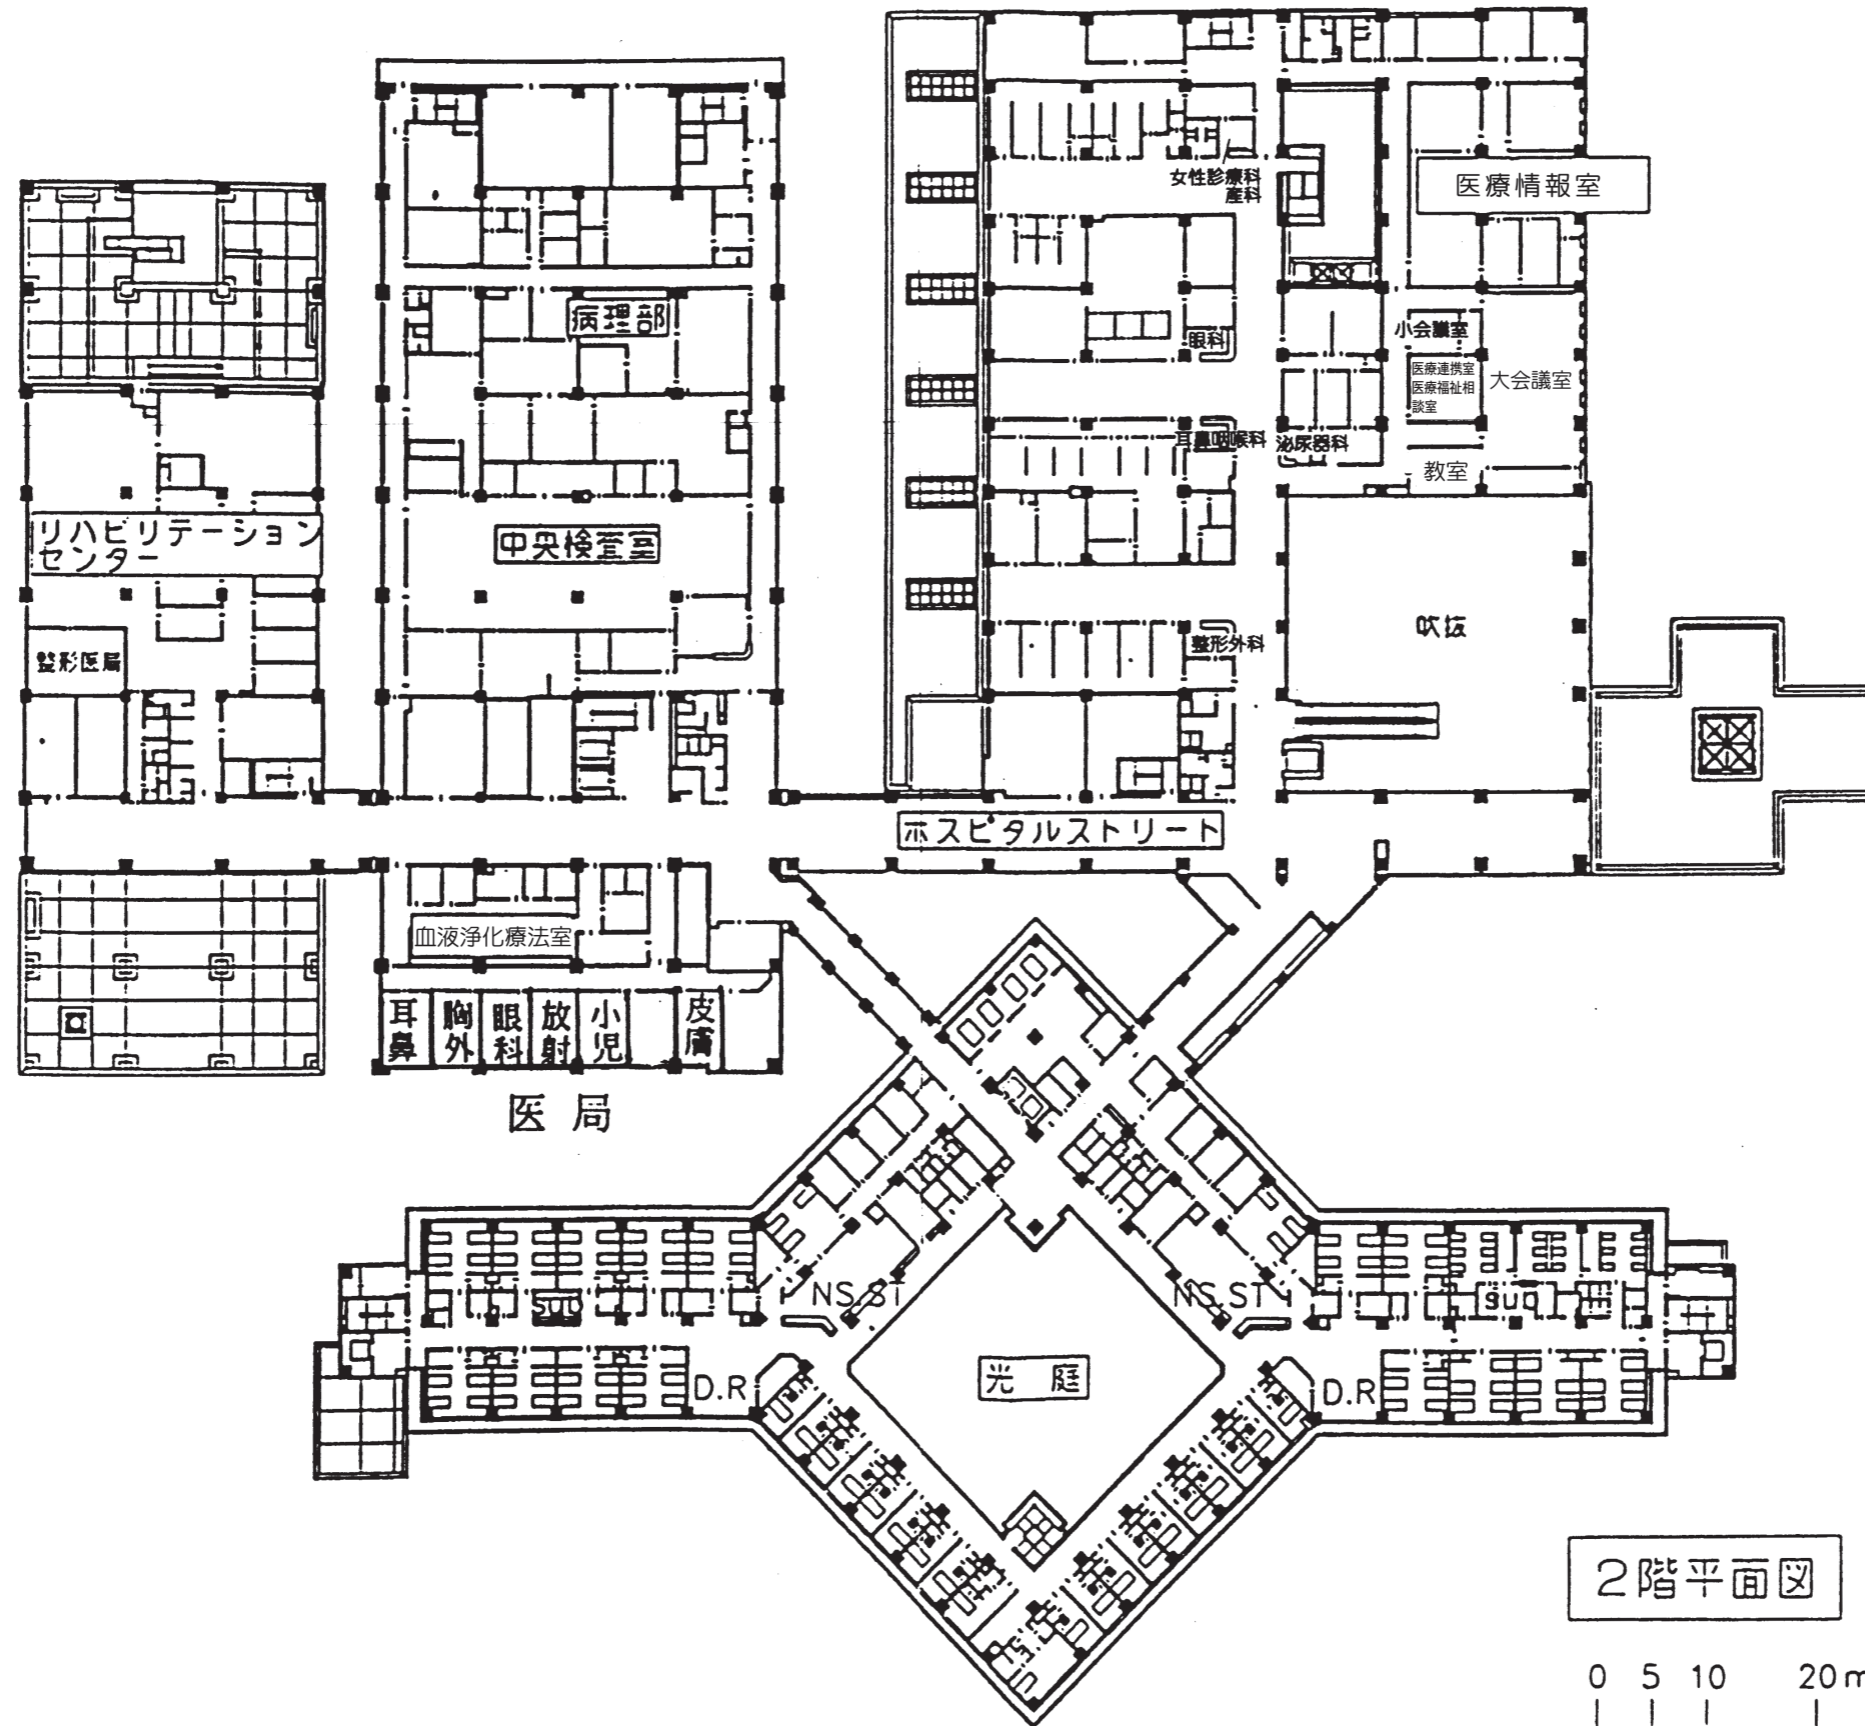 女性診療科
産科
医療情報室
病理部
眼科
小会議室
医療連携室
医療福祉相
談室
大会議室
耳鼻咽喉科
泌尿器科
教室
リハビリテーション
センター
中央検査室
吹抜
整形外科
整形医局
ホスピタルストリート
血液浄化療法室
耳鼻
胸外
眼科
放射
小児
皮膚
医局
NS.ST
NS.ST
sub
sub
光庭
D.R
D.R
2階平面図
0 5 10 20m